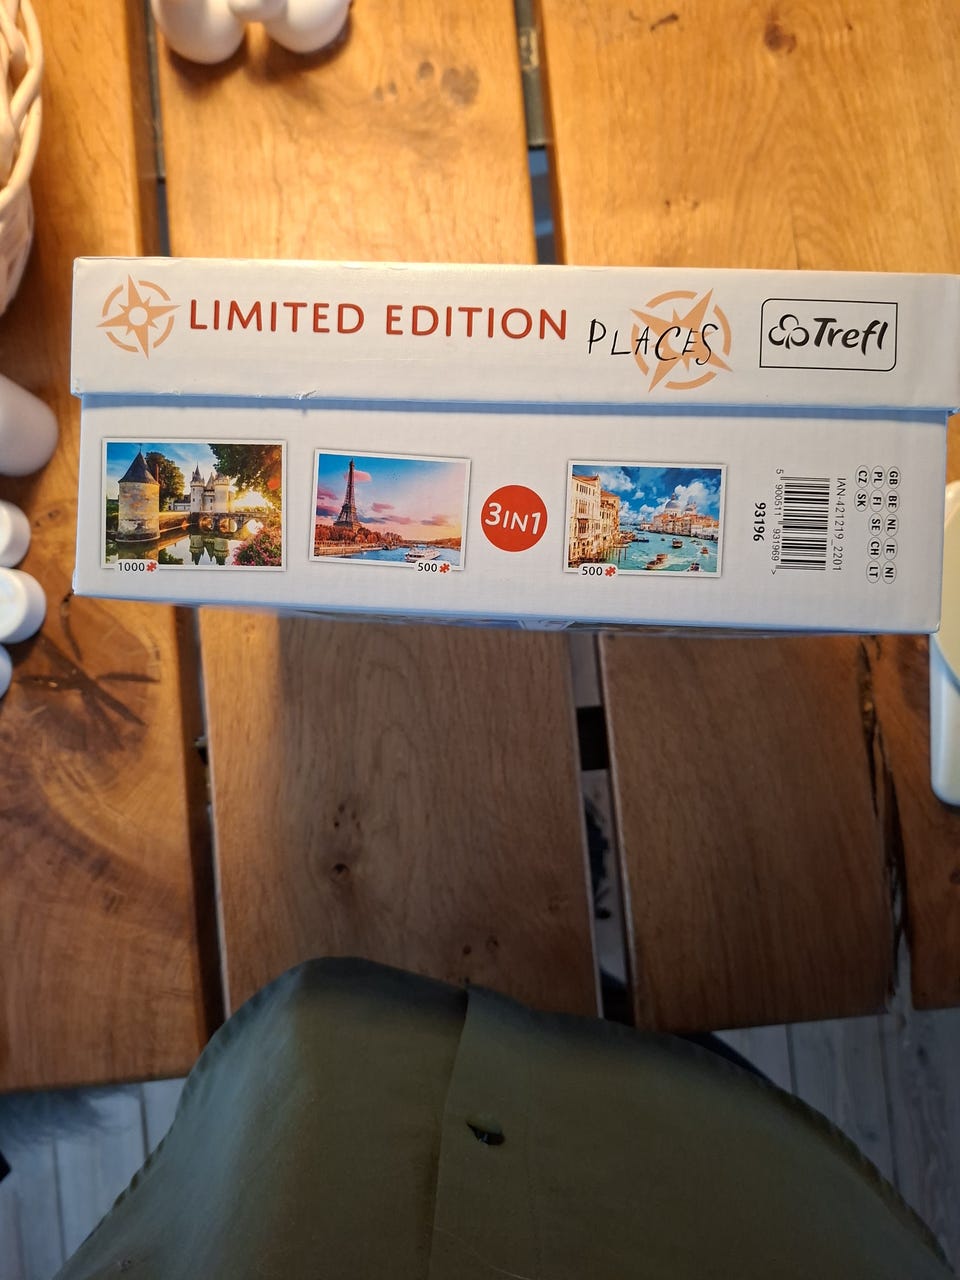 LIMITED EDITION
PLACES
Trefl
1000
500
3IN1
500
93196
5 900511 931969 >
IAN-421219_2201
GB BE NL IE NI
PL FI SE CH LT
CZ SK